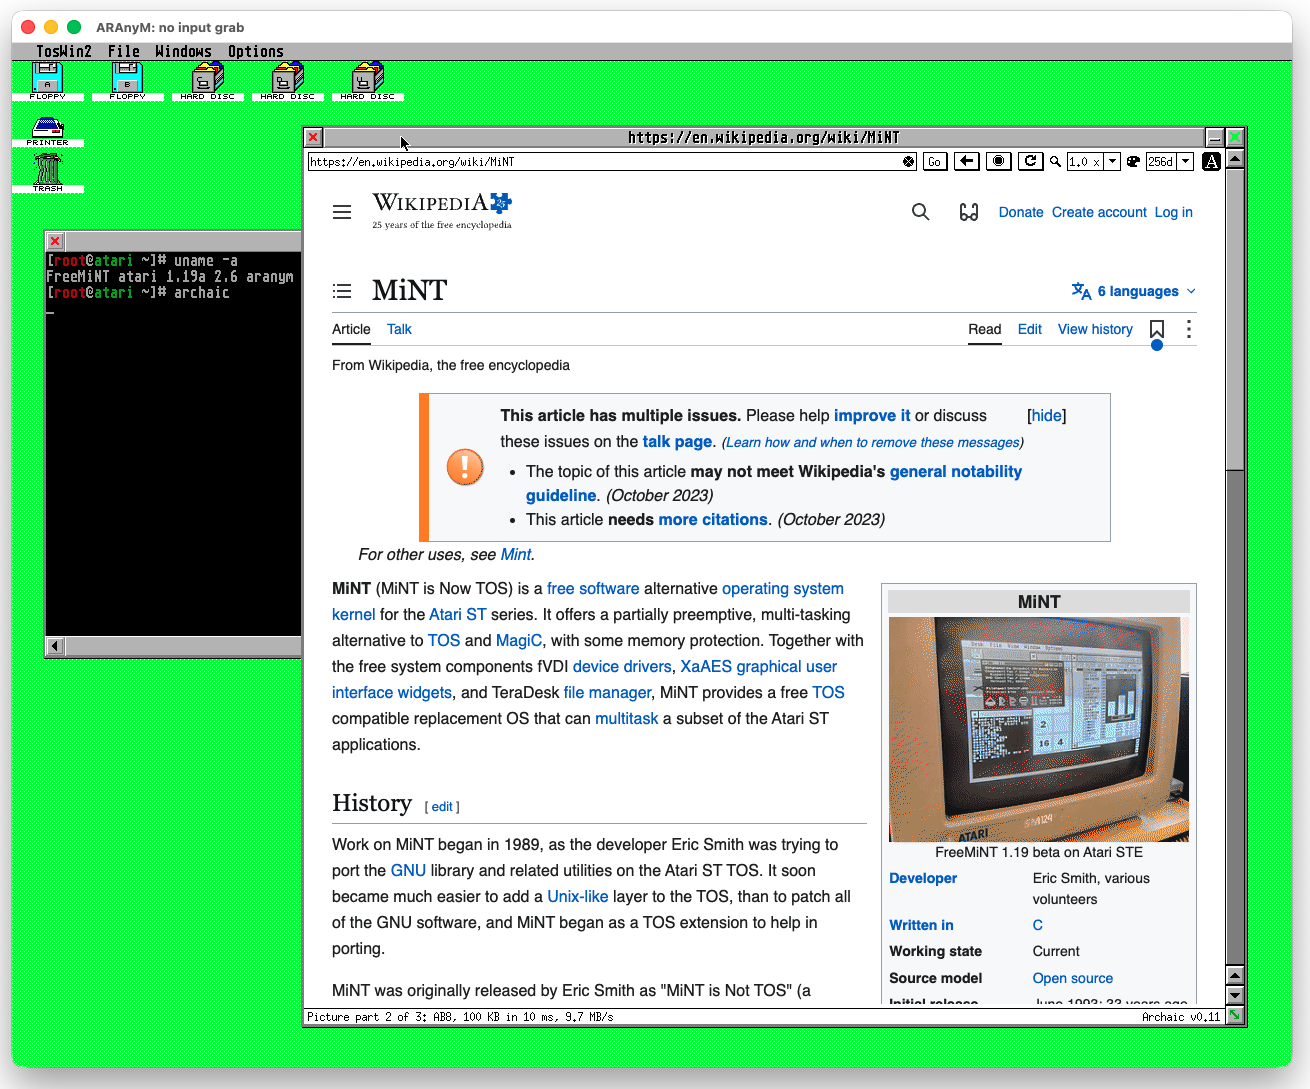 ARAnyM: no input grab
TosWin2 File Windows Options
FLOPPY FLOPPY HARD DISC HARD DISC HARD DISC
PRINTER
TRASH
[root@atari ~]# uname -a
FreeMiNT atari 1.19a 2.6 aranym
[root@atari ~]# archaic
https://en.wikipedia.org/wiki/MiNT
https://en.wikipedia.org/wiki/MiNT Go 1.0 x 256d A
WIKIPEDIA
25 years of the free encyclopedia
Donate Create account Log in
MiNT
6 languages
Article Talk Read Edit View history
From Wikipedia, the free encyclopedia
This article has multiple issues. Please help improve it or discuss [hide]
these issues on the talk page. (Learn how and when to remove these messages)
• The topic of this article may not meet Wikipedia's general notability
guideline. (October 2023)
• This article needs more citations. (October 2023)
For other uses, see Mint.
MiNT (MiNT is Now TOS) is a free software alternative operating system
kernel for the Atari ST series. It offers a partially preemptive, multi-tasking
alternative to TOS and MagiC, with some memory protection. Together with
the free system components fVDI device drivers, XaAES graphical user
interface widgets, and TeraDesk file manager, MiNT provides a free TOS
compatible replacement OS that can multitask a subset of the Atari ST
applications.
History [ edit ]
Work on MiNT began in 1989, as the developer Eric Smith was trying to
port the GNU library and related utilities on the Atari ST TOS. It soon
became much easier to add a Unix-like layer to the TOS, than to patch all
of the GNU software, and MiNT began as a TOS extension to help in
porting.
MiNT was originally released by Eric Smith as "MiNT is Not TOS" (a
MiNT
2
16 4
ATARI SM124
FreeMiNT 1.19 beta on Atari STE
Developer Eric Smith, various
volunteers
Written in C
Working state Current
Source model Open source
Initial release June 1993; 33 years ago
Picture part 2 of 3: AB8, 100 KB in 10 ms, 9.7 MB/s Archaic v0.11